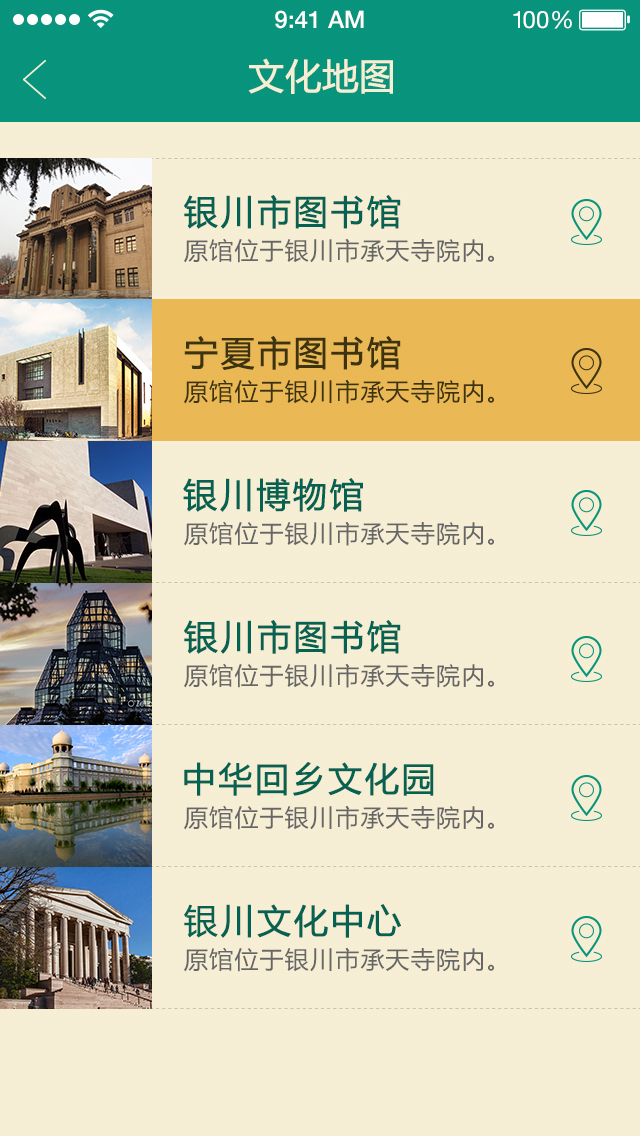 9:41 AM
100%
文化地图
银川市图书馆
原馆位于银川市承天寺院内。
宁夏市图书馆
原馆位于银川市承天寺院内。
银川博物馆
原馆位于银川市承天寺院内。
银川市图书馆
原馆位于银川市承天寺院内。
中华回乡文化园
原馆位于银川市承天寺院内。
银川文化中心
原馆位于银川市承天寺院内。